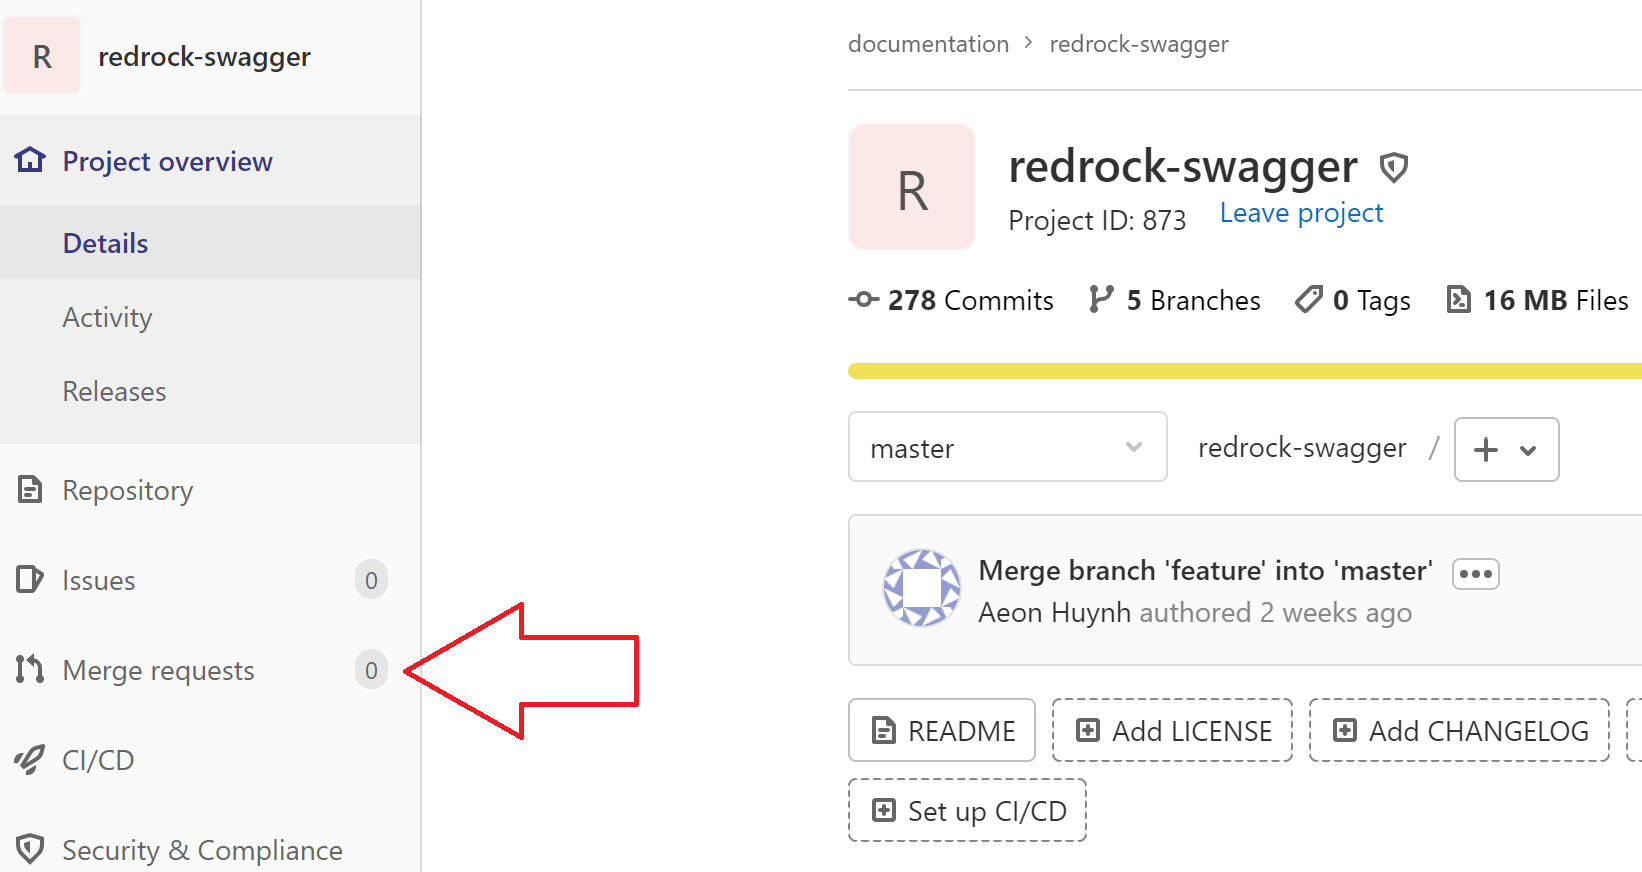 R redrock-swagger
Project overview
Details
Activity
Releases
Repository
Issues 0
Merge requests 0
CI/CD
Security & Compliance
documentation > redrock-swagger
R
redrock-swagger
Project ID: 873 Leave project
278 Commits 5 Branches 0 Tags 16 MB Files
master redrock-swagger / +
Merge branch 'feature' into 'master' •••
Aeon Huynh authored 2 weeks ago
README Add LICENSE Add CHANGELOG
Set up CI/CD